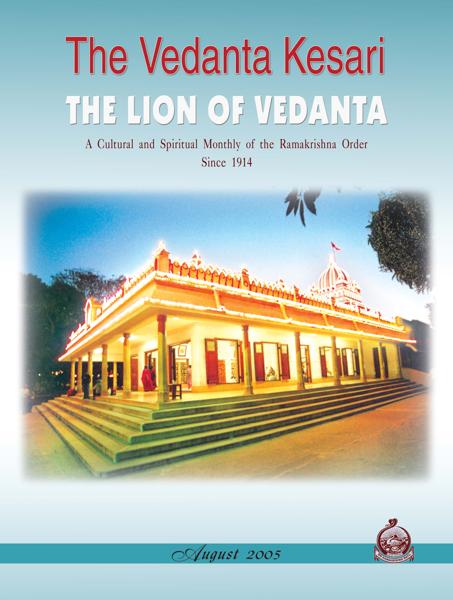 The Vedanta Kesari
THE LION OF VEDANTA
A Cultural and Spiritual Monthly of the Ramakrishna Order
Since 1914
August 2005